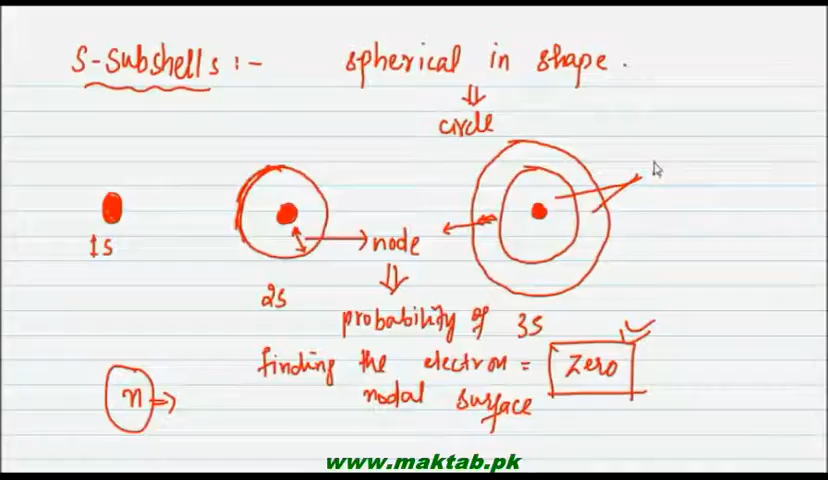 S-Subshells :- spherical in shape.
⇓
circle
1s
node
2s
⇓
probability of 3s
finding the electron = Zero
nodal surface
n ⇒
www.maktab.pk